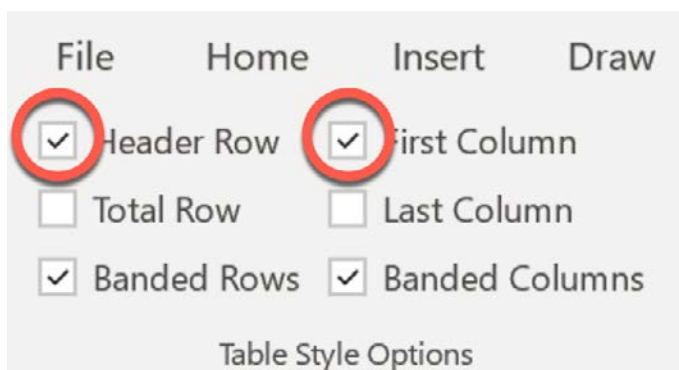 File Home Insert Draw
Header Row First Column
Total Row Last Column
Banded Rows Banded Columns
Table Style Options